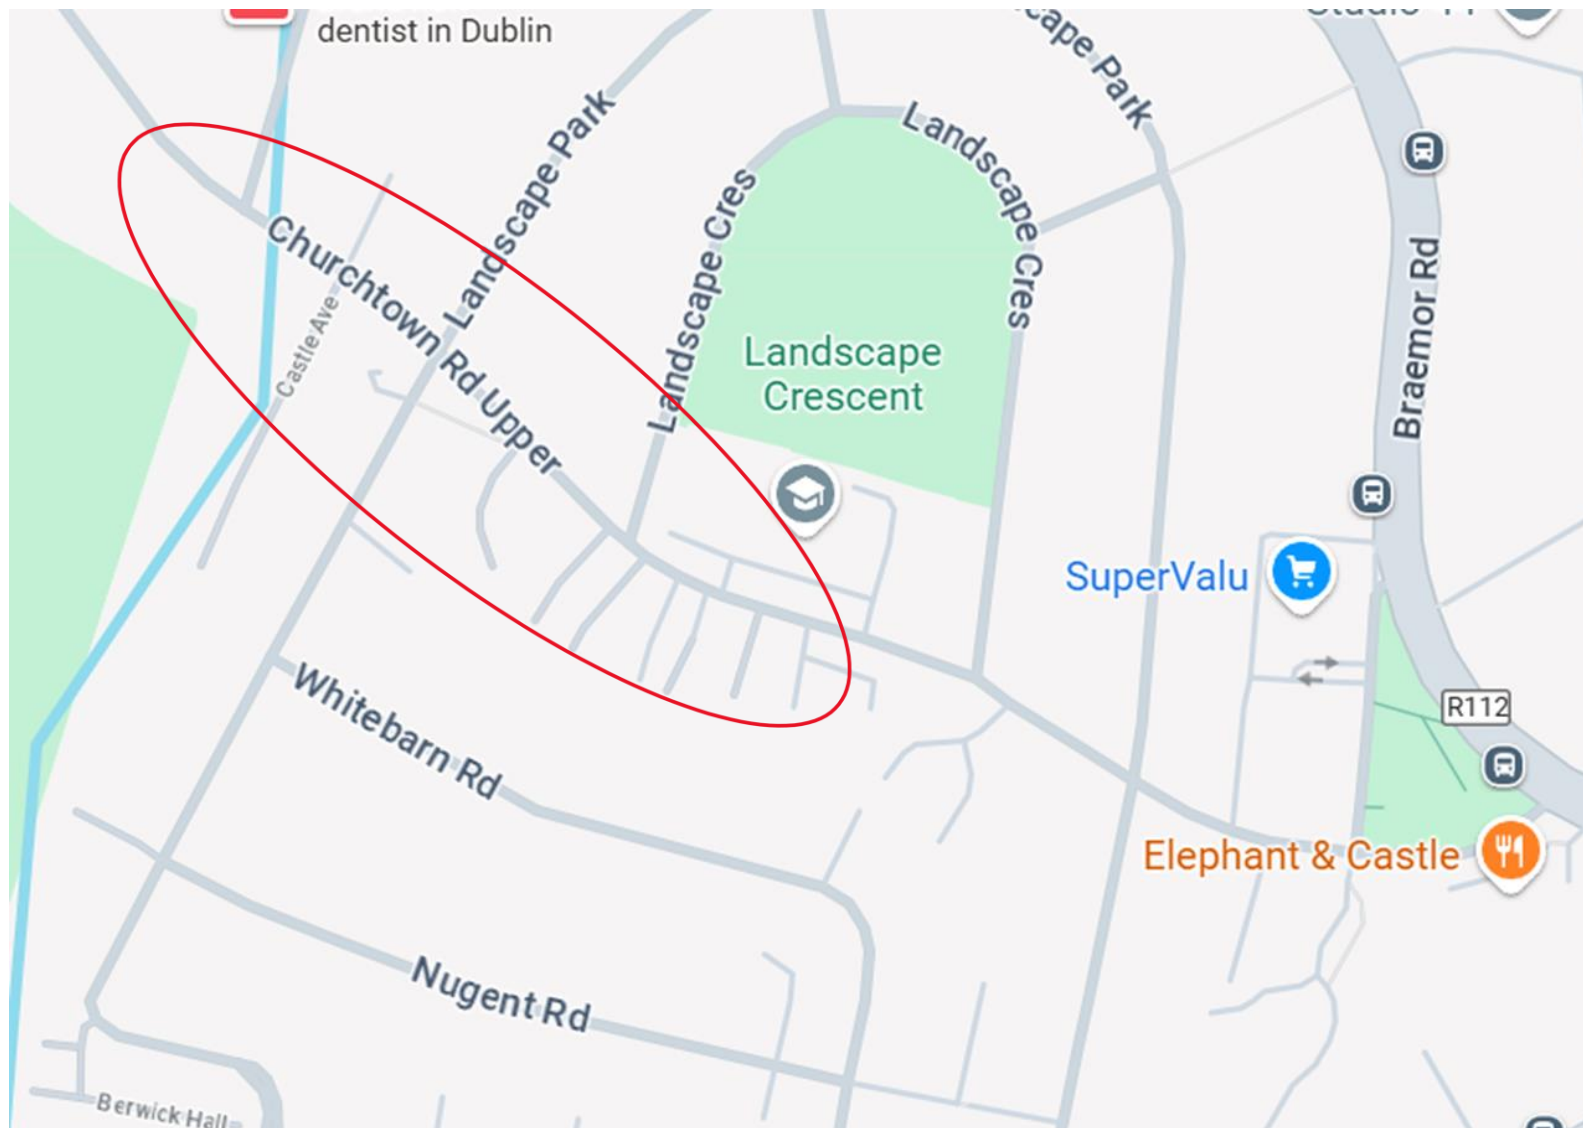 dentist in Dublin
cape Park
Landscape Park
Landscape Cres
Landscape Cres
Churchtown Rd Upper
Castle Ave
Landscape
Crescent
Braemor Rd
SuperValu
R112
Whitebarn Rd
Elephant & Castle
Nugent Rd
Berwick Hall